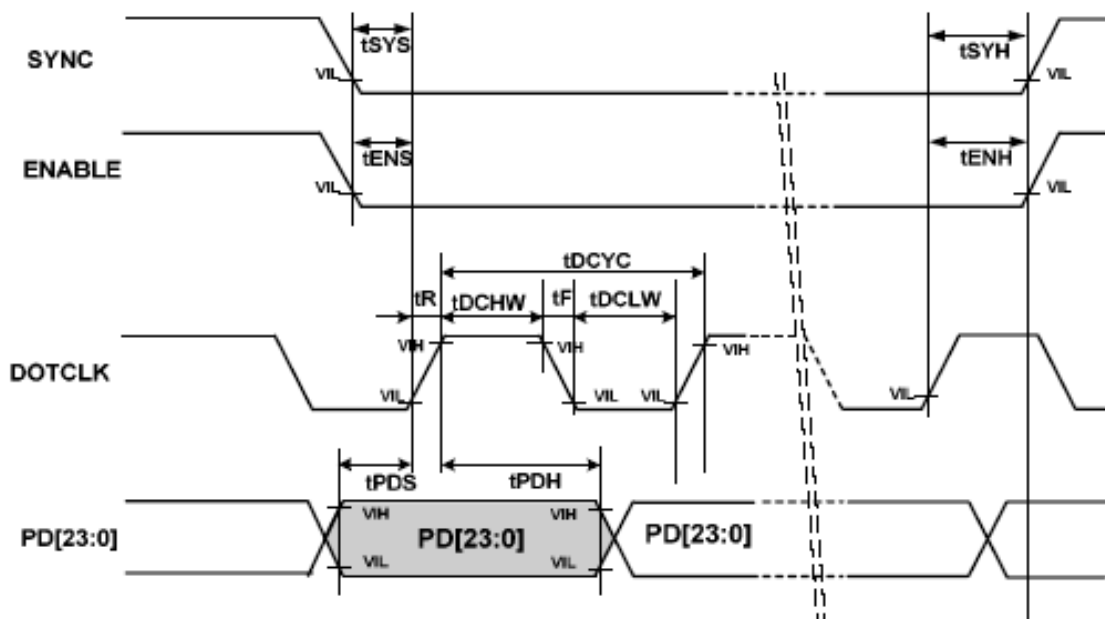 tSYS
tSYH
SYNC
VIL
VIL
tENS
tENH
ENABLE
VIL
VIL
tDCYC
tR tDCHW tF tDCLW
VIH VIH VIH
DOTCLK
VIL VIL VIL VIL
tPDS tPDH
VIH VIH
PD[23:0] PD[23:0] PD[23:0]
VIL VIL